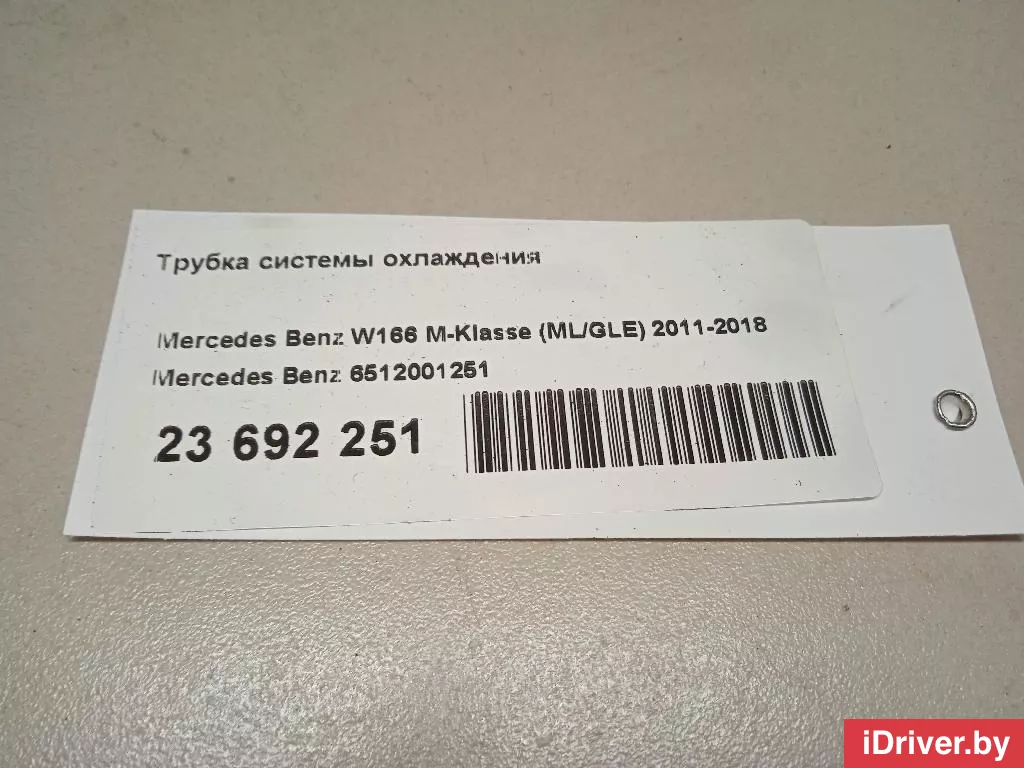 Трубка системы охлаждения
Mercedes Benz W166 M-Klasse (ML/GLE) 2011-2018
Mercedes Benz 6512001251
23 692 251
iDriver.by